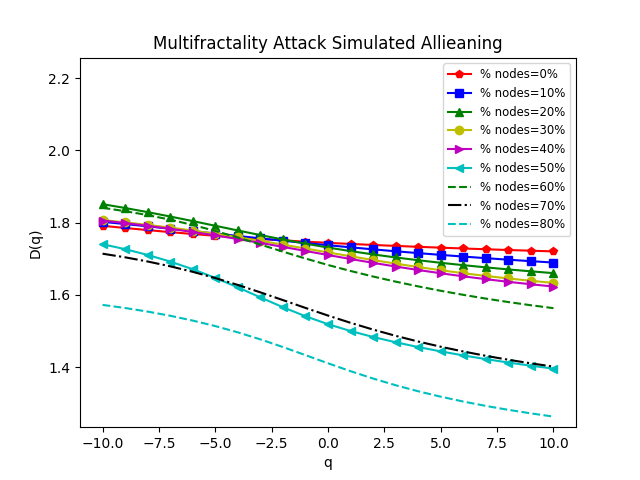 Multifractality Attack Simulated Allieaning
% nodes=0%
% nodes=10%
% nodes=20%
% nodes=30%
% nodes=40%
% nodes=50%
% nodes=60%
% nodes=70%
% nodes=80%
D(q)
2.2
2.0
1.8
1.6
1.4
−10.0 −7.5 −5.0 −2.5 0.0 2.5 5.0 7.5 10.0
q